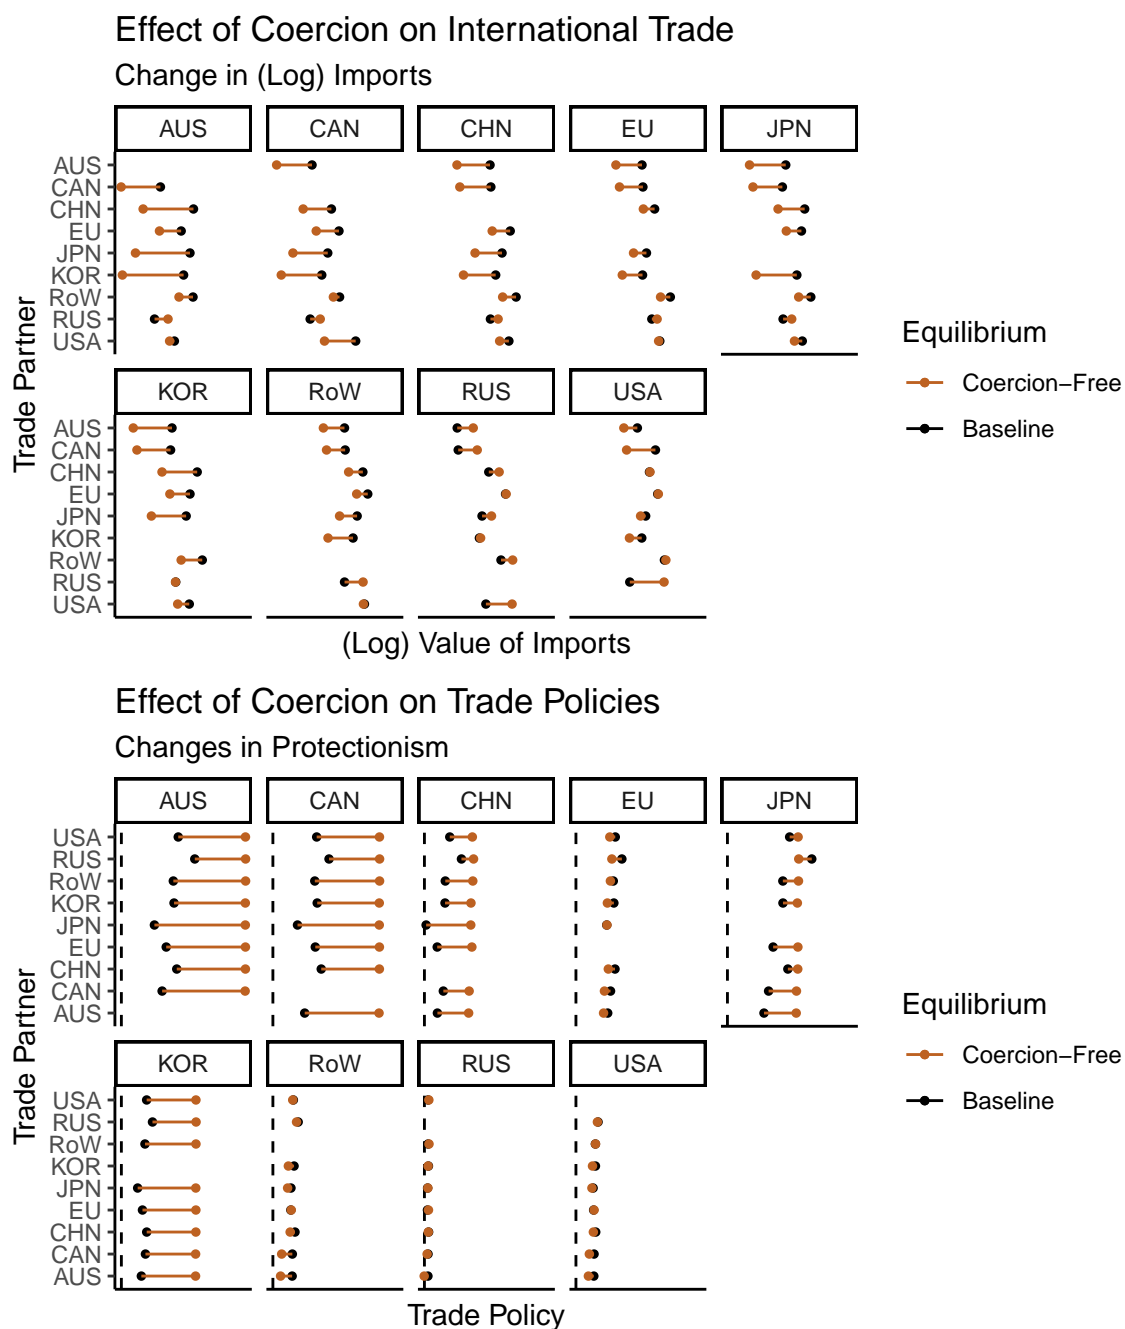 Effect of Coercion on International Trade
Change in (Log) Imports
AUS CAN CHN EU JPN
AUS
CAN
CHN
EU
JPN
KOR
RoW
RUS
USA
KOR RoW RUS USA
AUS
CAN
CHN
EU
JPN
KOR
RoW
RUS
USA
Trade Partner
(Log) Value of Imports
Equilibrium
Coercion−Free
Baseline
Effect of Coercion on Trade Policies
Changes in Protectionism
AUS CAN CHN EU JPN
USA
RUS
RoW
KOR
JPN
EU
CHN
CAN
AUS
KOR RoW RUS USA
USA
RUS
RoW
KOR
JPN
EU
CHN
CAN
AUS
Trade Partner
Trade Policy
Equilibrium
Coercion−Free
Baseline